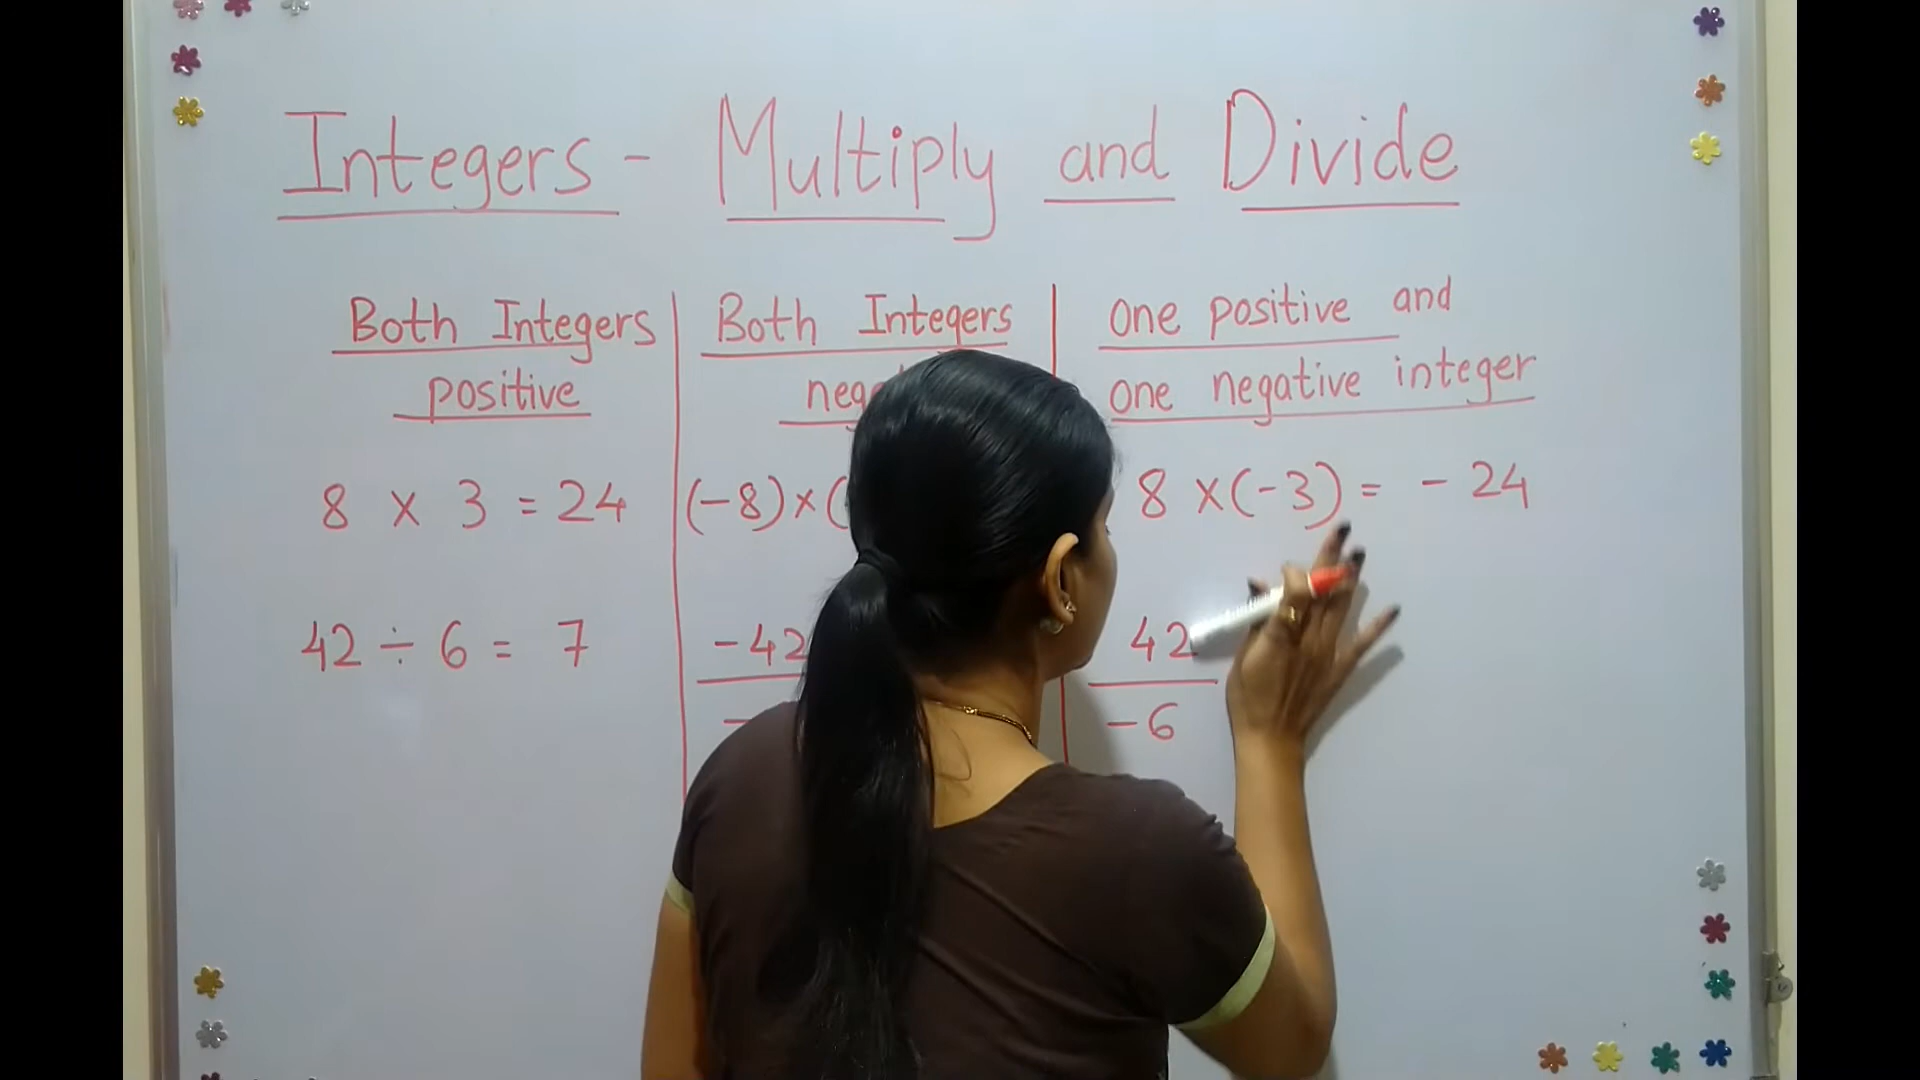 Integers - Multiply and Divide
Both Integers
positive
8 × 3 = 24
42 ÷ 6 = 7
Both Integers
(-8)×(
-42
-
One positive and
one negative integer
8 ×(-3) = - 24
42
-6